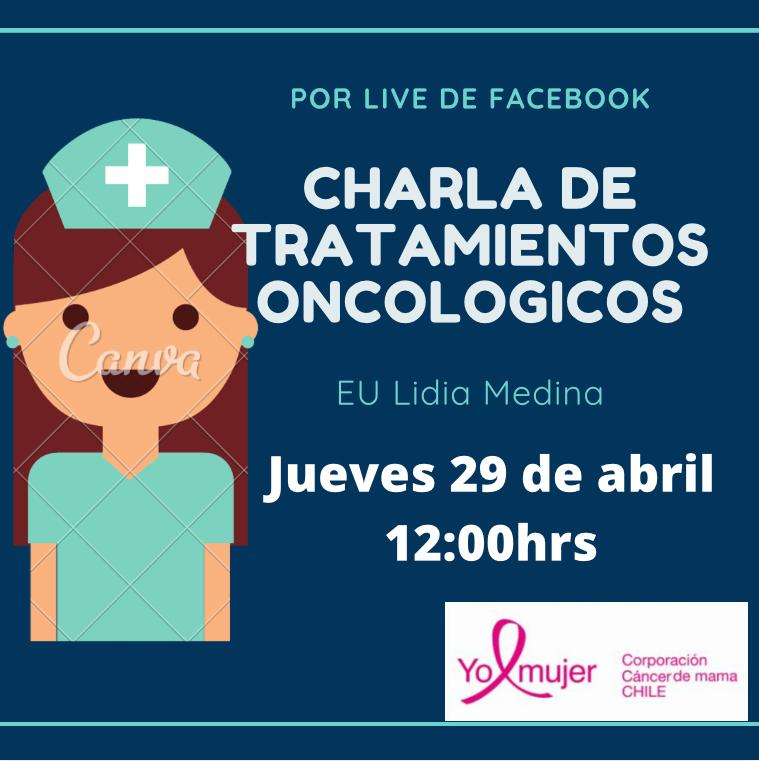 POR LIVE DE FACEBOOK
CHARLA DE
TRATAMIENTOS
ONCOLOGICOS
Canva
EU Lidia Medina
Jueves 29 de abril
12:00hrs
Yo mujer
Corporación
Cáncer de mama
CHILE